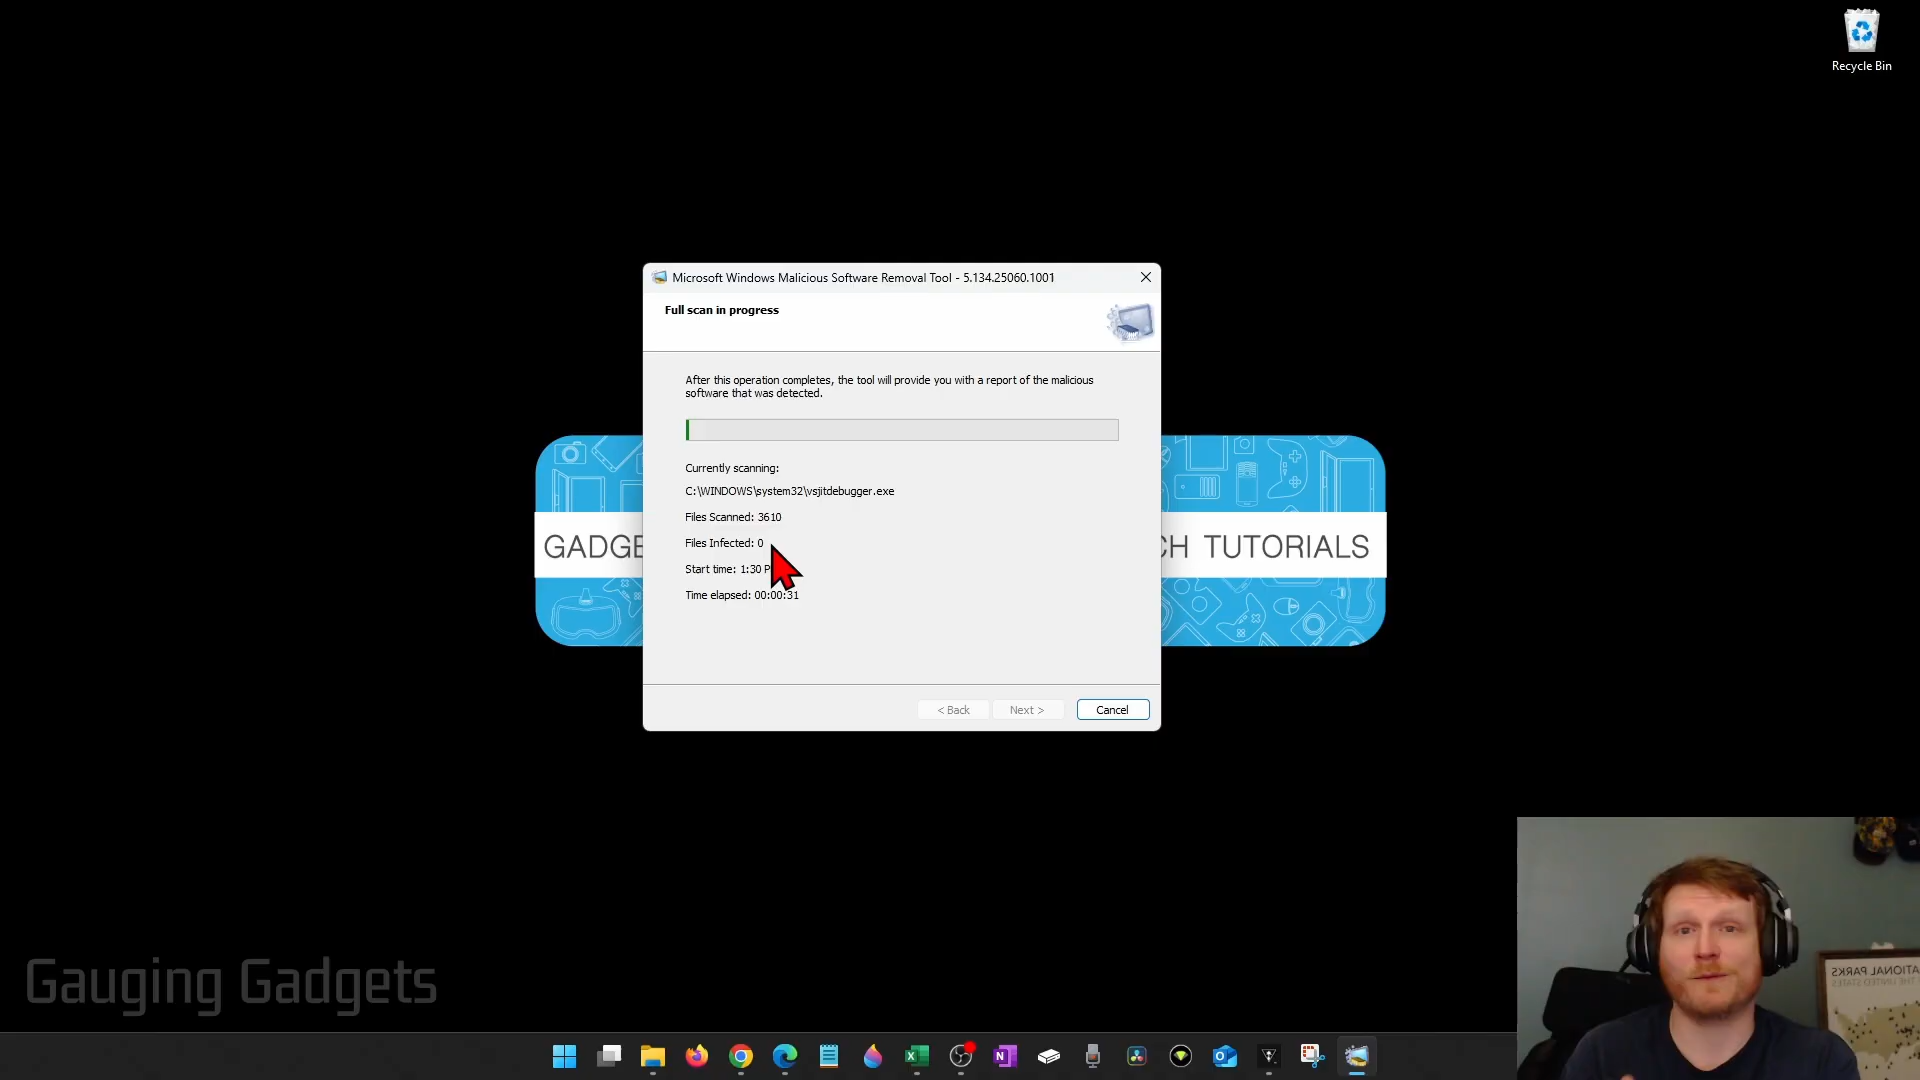 Recycle Bin
Microsoft Windows Malicious Software Removal Tool - 5.134.25060.1001
Full scan in progress
After this operation completes, the tool will provide you with a report of the malicious
software that was detected.
Currently scanning:
C:\WINDOWS\system32\vsjitdebugger.exe
Files Scanned: 3610
Files Infected: 0
Start time: 1:30 P
Time elapsed: 00:00:31
< Back
Next >
Cancel
GADGE
CH TUTORIALS
Gauging Gadgets